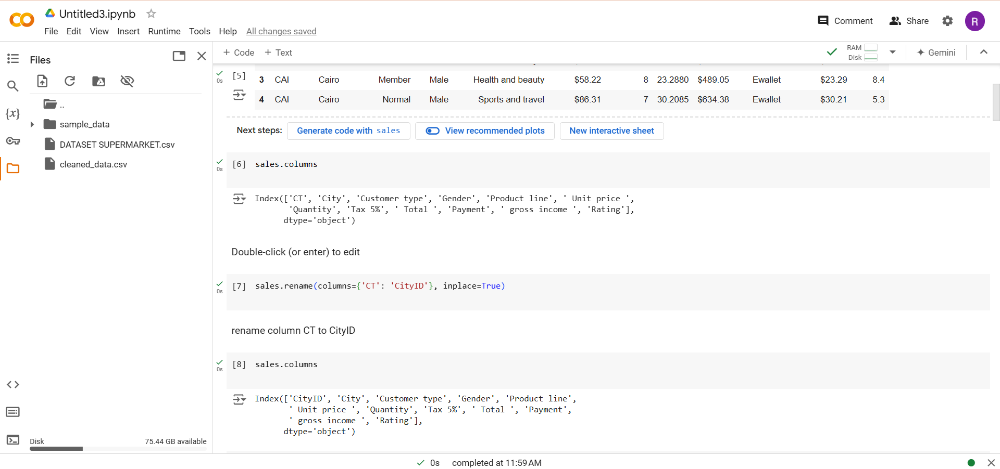 Untitled3.ipynb
File Edit View Insert Runtime Tools Help All changes saved
Comment Share R
Files
+ Code + Text
RAM
Disk
Gemini
..
sample_data
DATASET SUPERMARKET.csv
cleaned_data.csv
Disk 75.44 GB available
0s [5]
3 CAI Cairo Member Male Health and beauty $58.22 8 23.2880 $489.05 Ewallet $23.29 8.4
4 CAI Cairo Normal Male Sports and travel $86.31 7 30.2085 $634.38 Ewallet $30.21 5.3
Next steps: Generate code with sales View recommended plots New interactive sheet
0s [6] sales.columns
Index(['CT', 'City', 'Customer type', 'Gender', 'Product line', ' Unit price ',
'Quantity', 'Tax 5%', ' Total ', 'Payment', ' gross income ', 'Rating'],
dtype='object')
Double-click (or enter) to edit
0s [7] sales.rename(columns={'CT': 'CityID'}, inplace=True)
rename column CT to CityID
0s [8] sales.columns
Index(['CityID', 'City', 'Customer type', 'Gender', 'Product line',
' Unit price ', 'Quantity', 'Tax 5%', ' Total ', 'Payment',
' gross income ', 'Rating'],
dtype='object')
0s completed at 11:59 AM